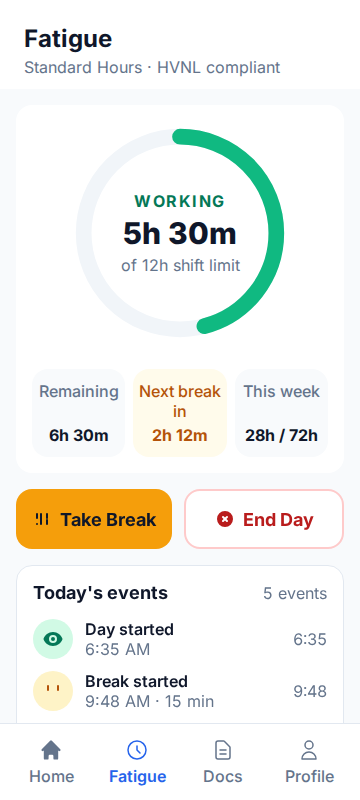 Fatigue
Standard Hours · HVNL compliant
WORKING
5h 30m
of 12h shift limit
Remaining
6h 30m
Next break
in
2h 12m
This week
28h / 72h
Take Break
End Day
Today's events
5 events
Day started
6:35 AM
6:35
Break started
9:48 AM · 15 min
9:48
Home
Fatigue
Docs
Profile